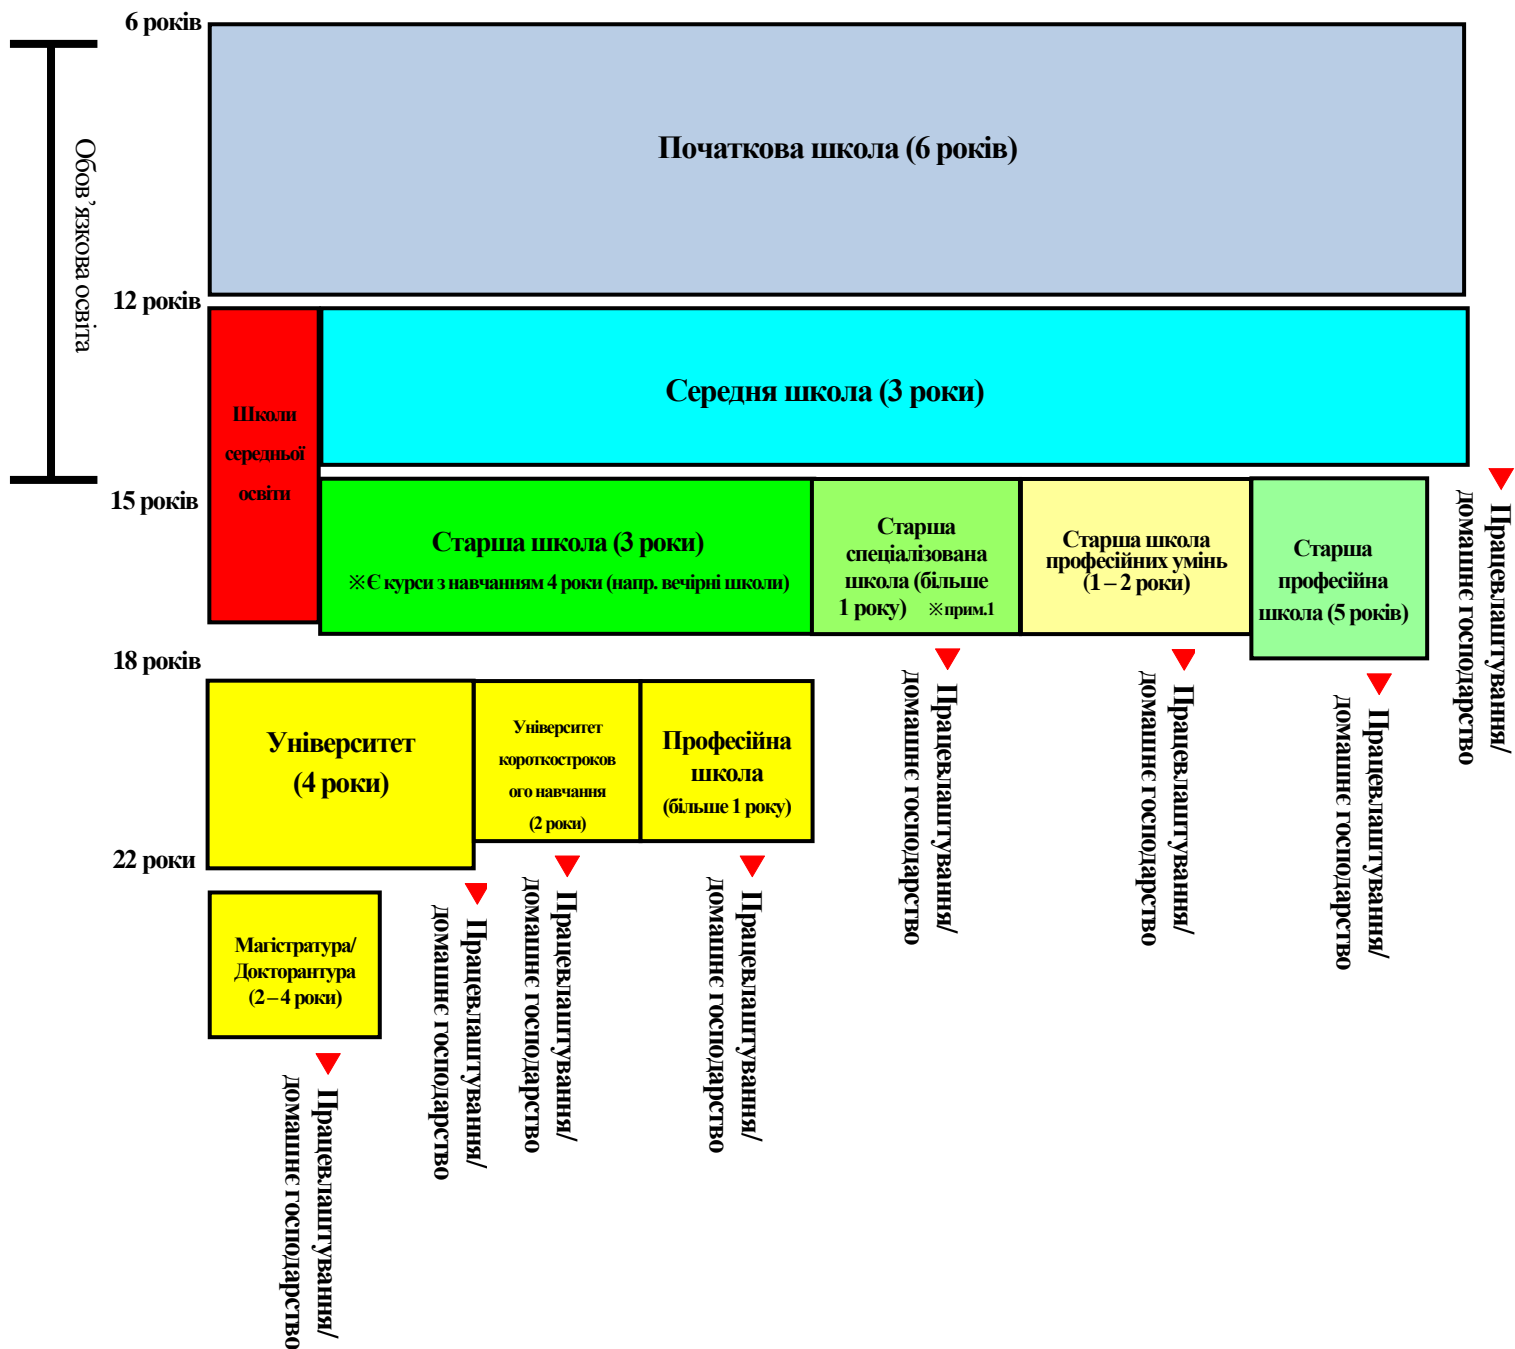 6 років
Обов’язкова освіта
Початкова школа (6 років)
12 років
Школи
середньої
освіти
Середня школа (3 роки)
15 років
Старша школа (3 роки)
※Є курси з навчанням 4 роки (напр. вечірні школи)
Старша
спеціалізована
школа (більше
1 року) ※прим.1
Старша школа
професійних умінь
(1 – 2 роки)
Старша
професійна
школа (5 років)
Працевлаштування/
домашнє господарство
18 років
Університет
(4 роки)
Університет
короткостроков
ого навчання
(2 роки)
Професійна
школа
(більше 1 року)
Працевлаштування/
домашнє господарство
Працевлаштування/
домашнє господарство
Працевлаштування/
домашнє господарство
22 роки
Магістратура/
Докторантура
(2 – 4 роки)
Працевлаштування/
домашнє господарство
Працевлаштування/
домашнє господарство
Працевлаштування/
домашнє господарство
Працевлаштування/
домашнє господарство